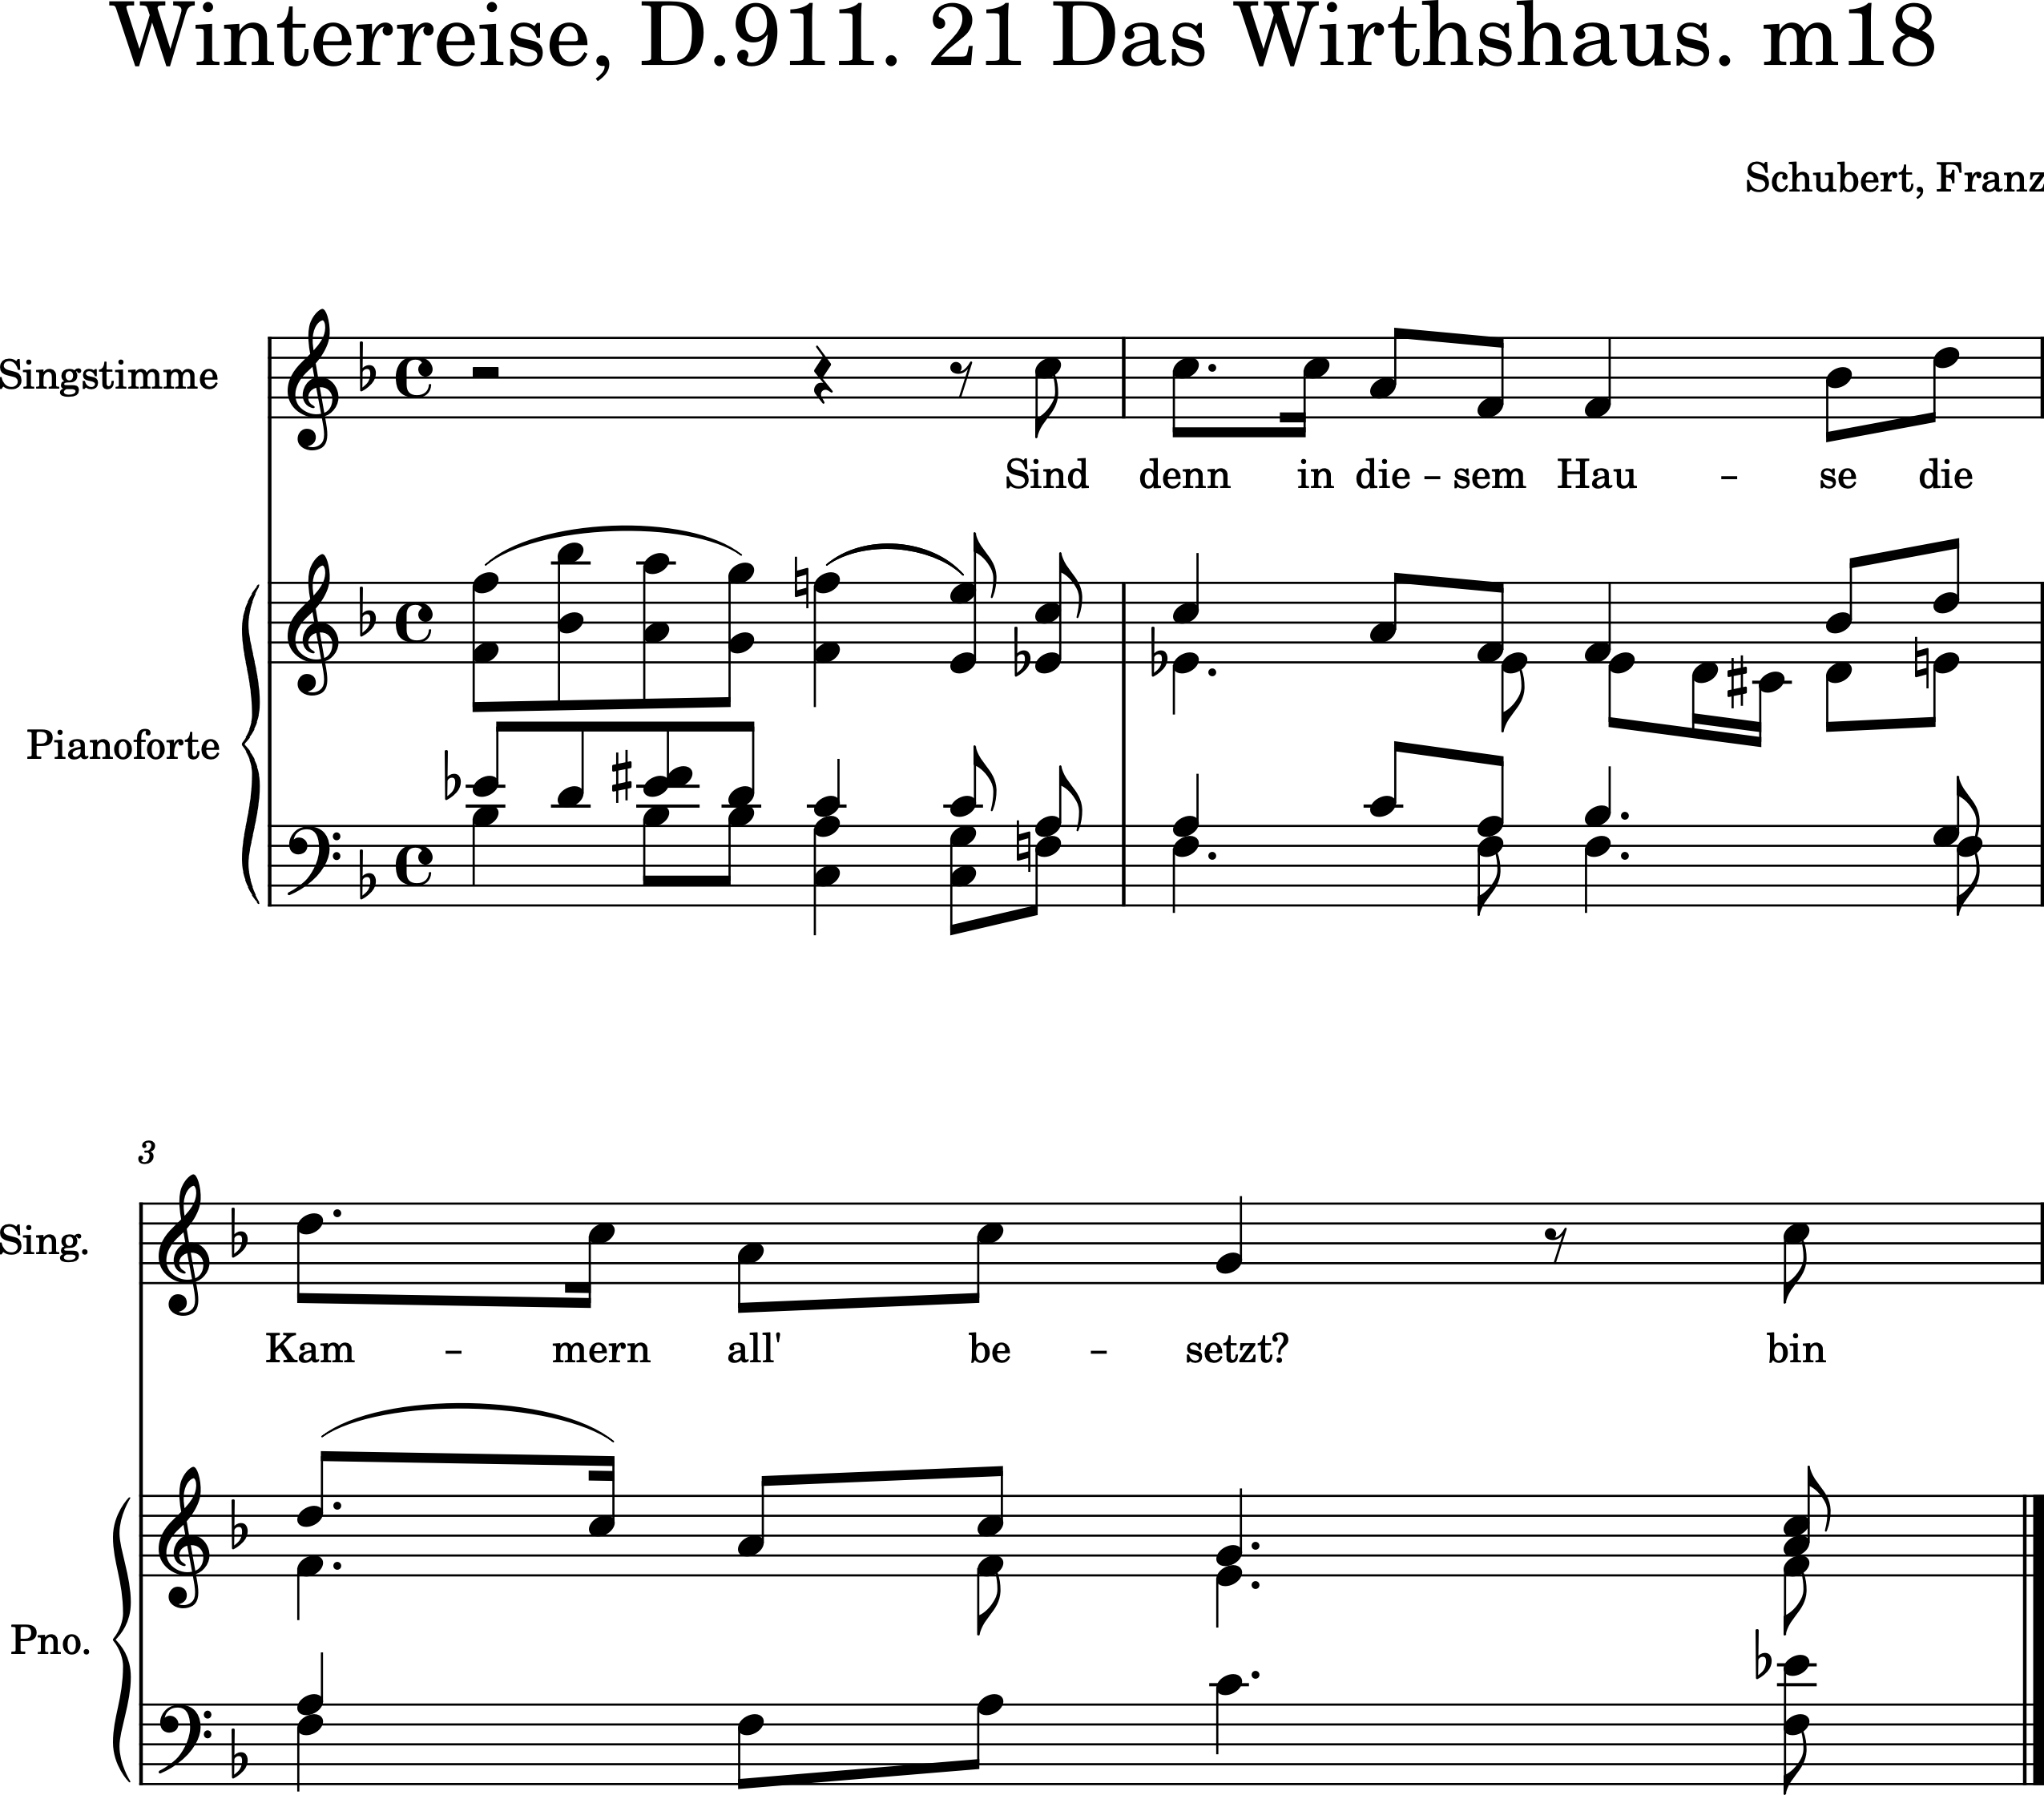 Winterreise, D.911. 21 Das Wirthshaus. m18
Schubert, Franz
Singstimme
Sind denn in die – sem Hau – se die
Pianoforte
3
Sing.
Kam – mern all' be – setzt? bin
Pno.